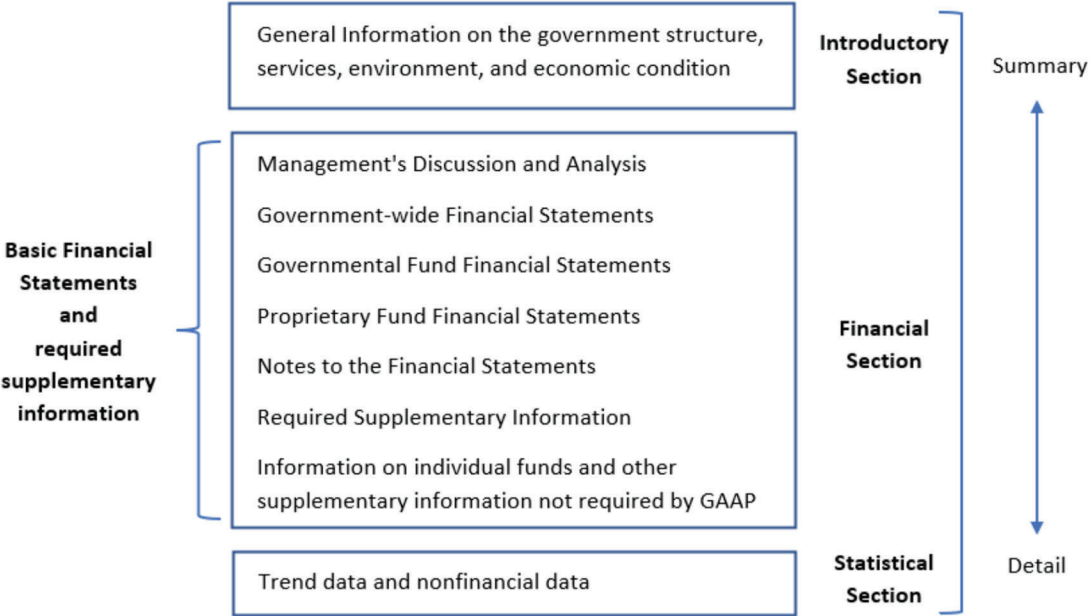 General Information on the government structure,
services, environment, and economic condition
Introductory
Section
Summary
Basic Financial
Statements
and
required
supplementary
information
Management's Discussion and Analysis
Government-wide Financial Statements
Governmental Fund Financial Statements
Proprietary Fund Financial Statements
Notes to the Financial Statements
Required Supplementary Information
Information on individual funds and other
supplementary information not required by GAAP
Financial
Section
Trend data and nonfinancial data
Statistical
Section
Detail